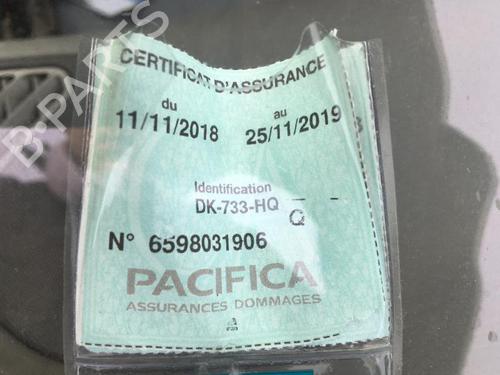 CERTIFICAT D'ASSURANCE
du
au
11/11/2018
25/11/2019
Identification
DK-733-HQ
Q
N° 6598031906
PACIFICA
ASSURANCES DOMMAGES
B-PARTS